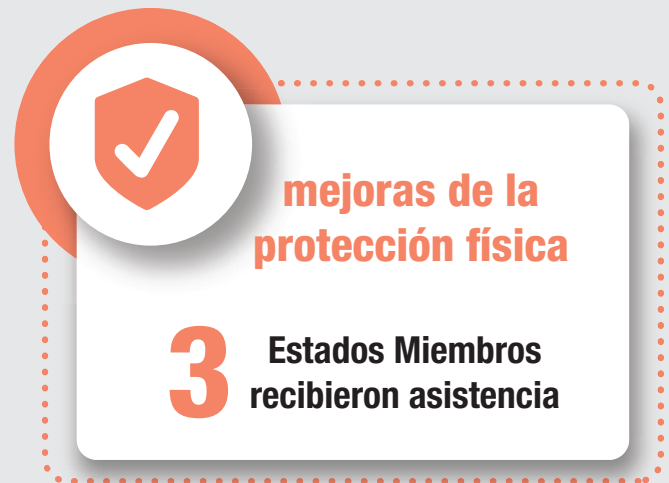 mejoras de la
protección física
3
Estados Miembros
recibieron asistencia